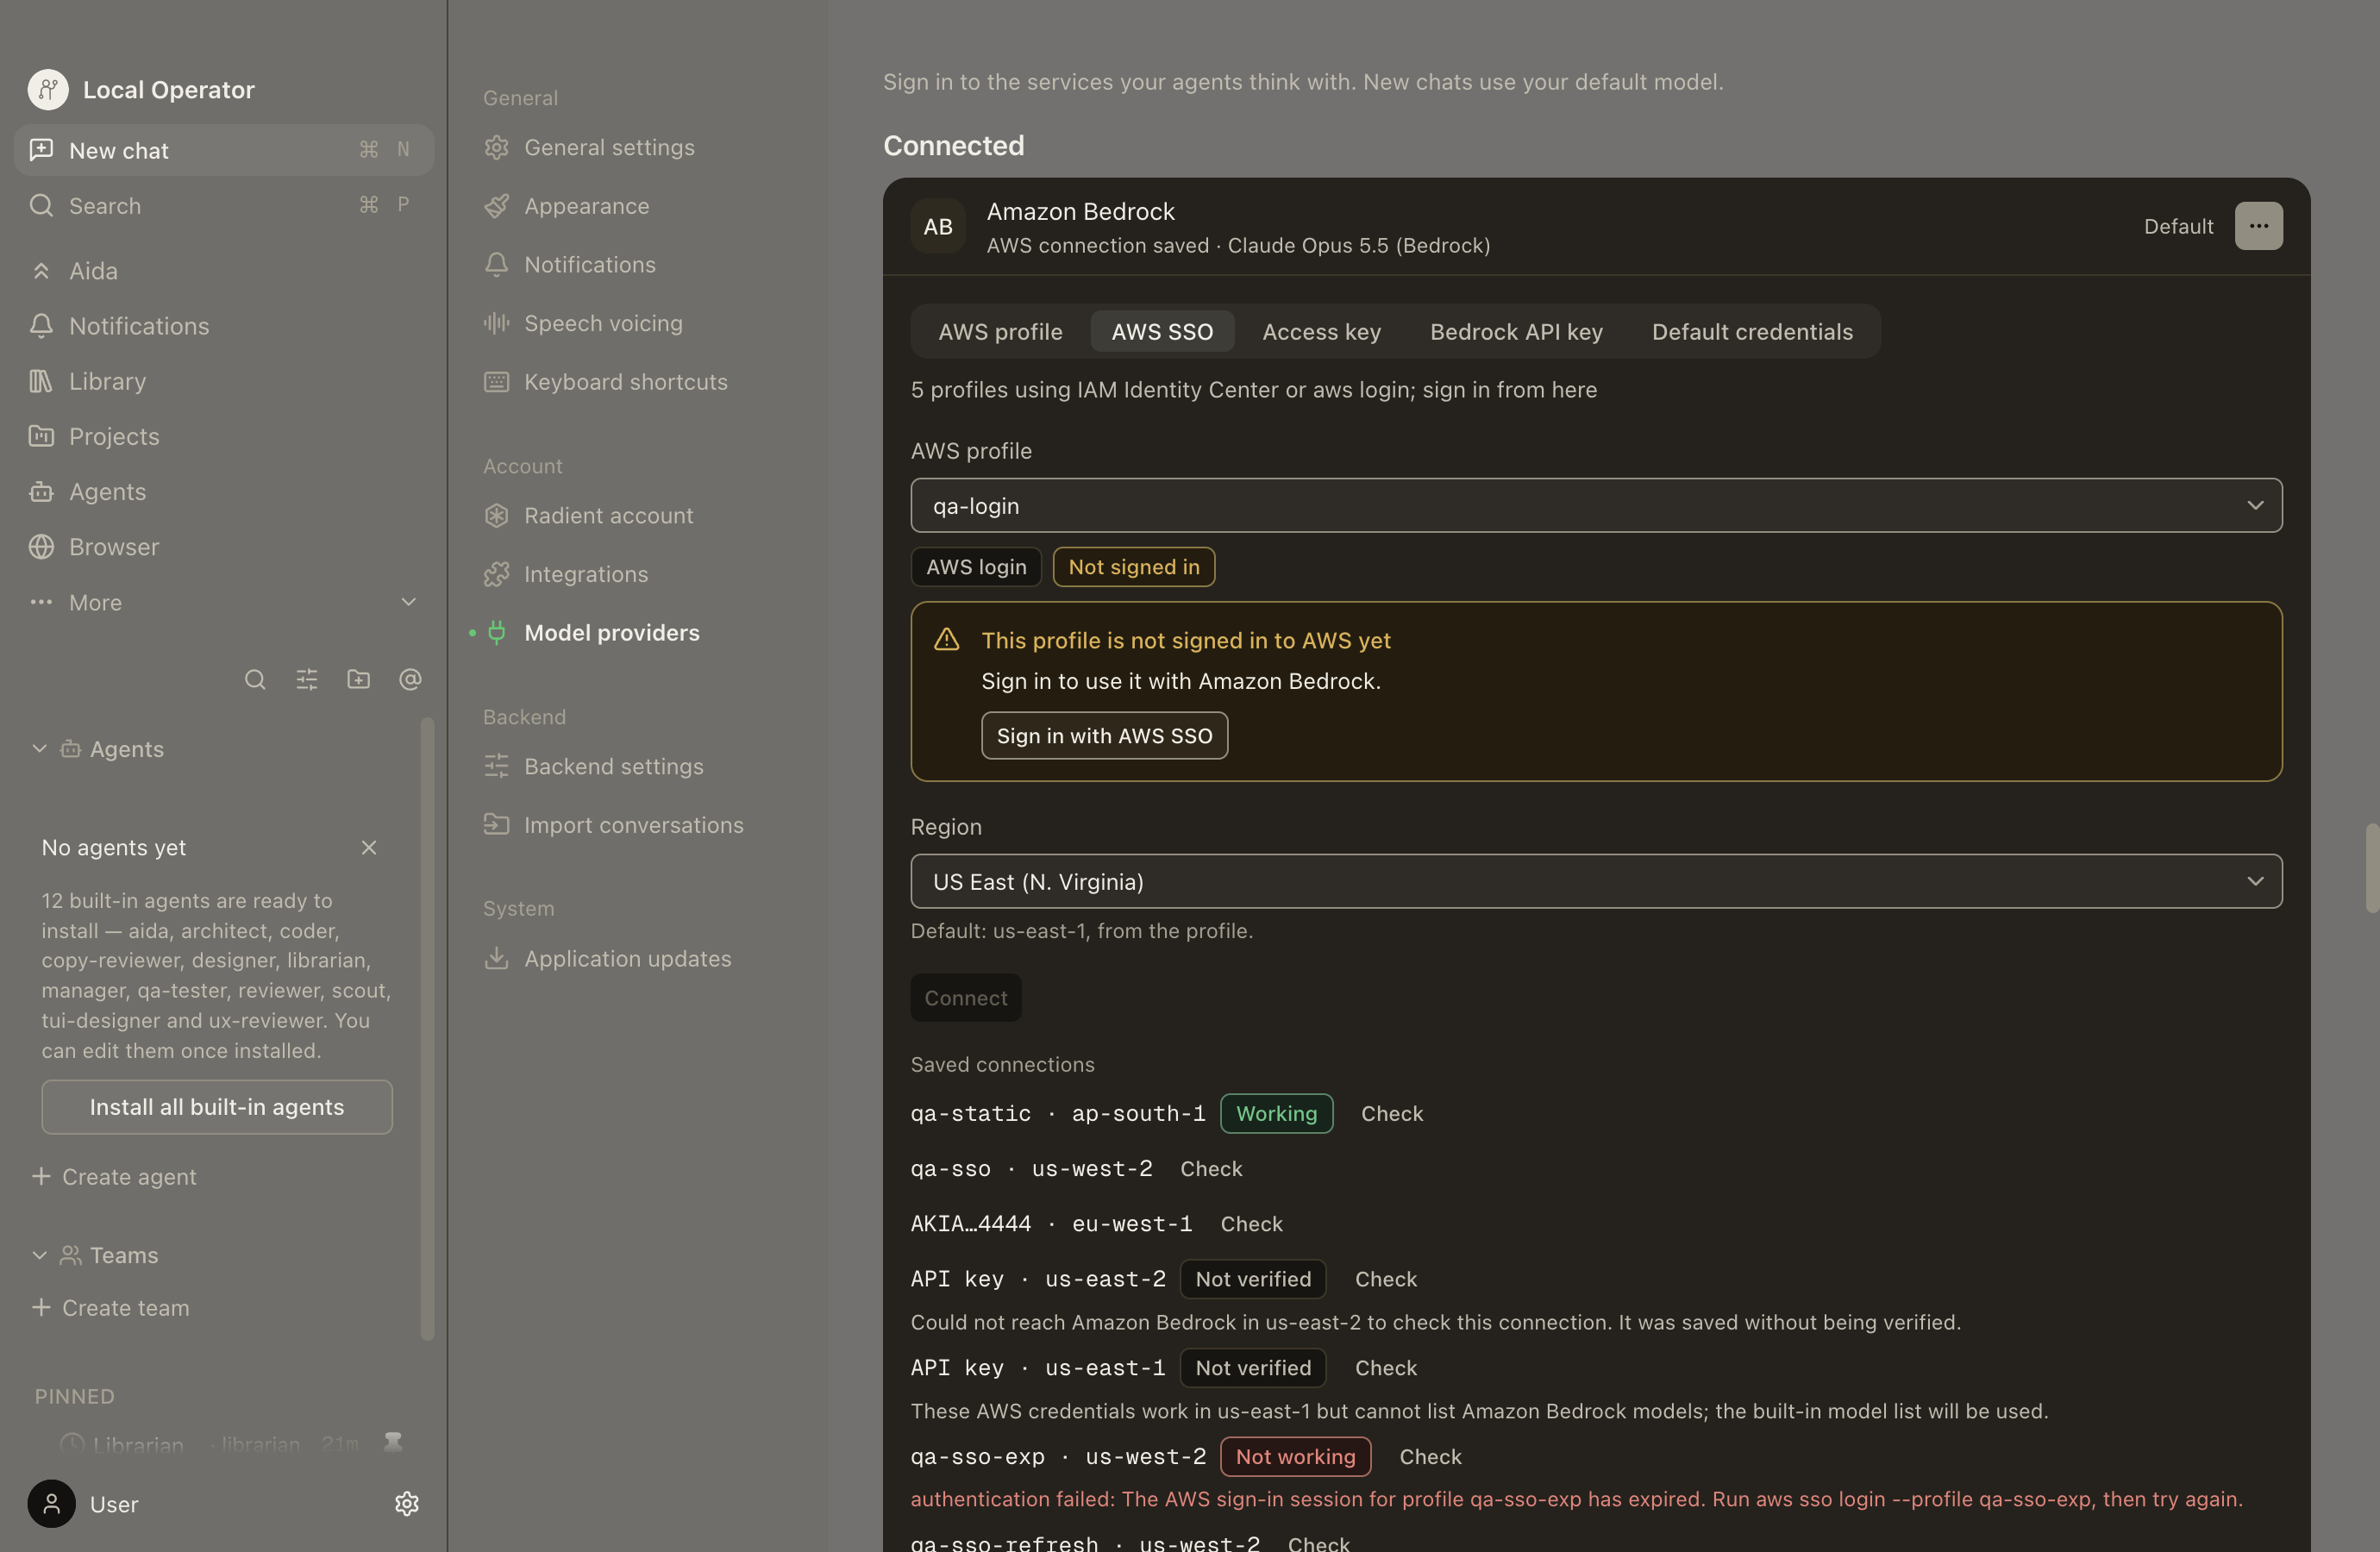 Local Operator
New chat ⌘ N
Search ⌘ P
Aida
Notifications
Library
Projects
Agents
Browser
More
Agents
No agents yet
12 built-in agents are ready to
install — aida, architect, coder,
copy-reviewer, designer, librarian,
manager, qa-tester, reviewer, scout,
tui-designer and ux-reviewer. You
can edit them once installed.
Install all built-in agents
Create agent
Teams
Create team
PINNED
Librarian · librarian 21m
User
General
General settings
Appearance
Notifications
Speech voicing
Keyboard shortcuts
Account
Radient account
Integrations
Model providers
Backend
Backend settings
Import conversations
System
Application updates
Sign in to the services your agents think with. New chats use your default model.
Connected
AB
Amazon Bedrock
AWS connection saved · Claude Opus 5.5 (Bedrock)
Default
AWS profile AWS SSO Access key Bedrock API key Default credentials
5 profiles using IAM Identity Center or aws login; sign in from here
AWS profile
qa-login
AWS login Not signed in
This profile is not signed in to AWS yet
Sign in to use it with Amazon Bedrock.
Sign in with AWS SSO
Region
US East (N. Virginia)
Default: us-east-1, from the profile.
Connect
Saved connections
qa-static · ap-south-1 Working Check
qa-sso · us-west-2 Check
AKIA…4444 · eu-west-1 Check
API key · us-east-2 Not verified Check
Could not reach Amazon Bedrock in us-east-2 to check this connection. It was saved without being verified.
API key · us-east-1 Not verified Check
These AWS credentials work in us-east-1 but cannot list Amazon Bedrock models; the built-in model list will be used.
qa-sso-exp · us-west-2 Not working Check
authentication failed: The AWS sign-in session for profile qa-sso-exp has expired. Run aws sso login --profile qa-sso-exp, then try again.
qa-sso-refresh · us-west-2 Check